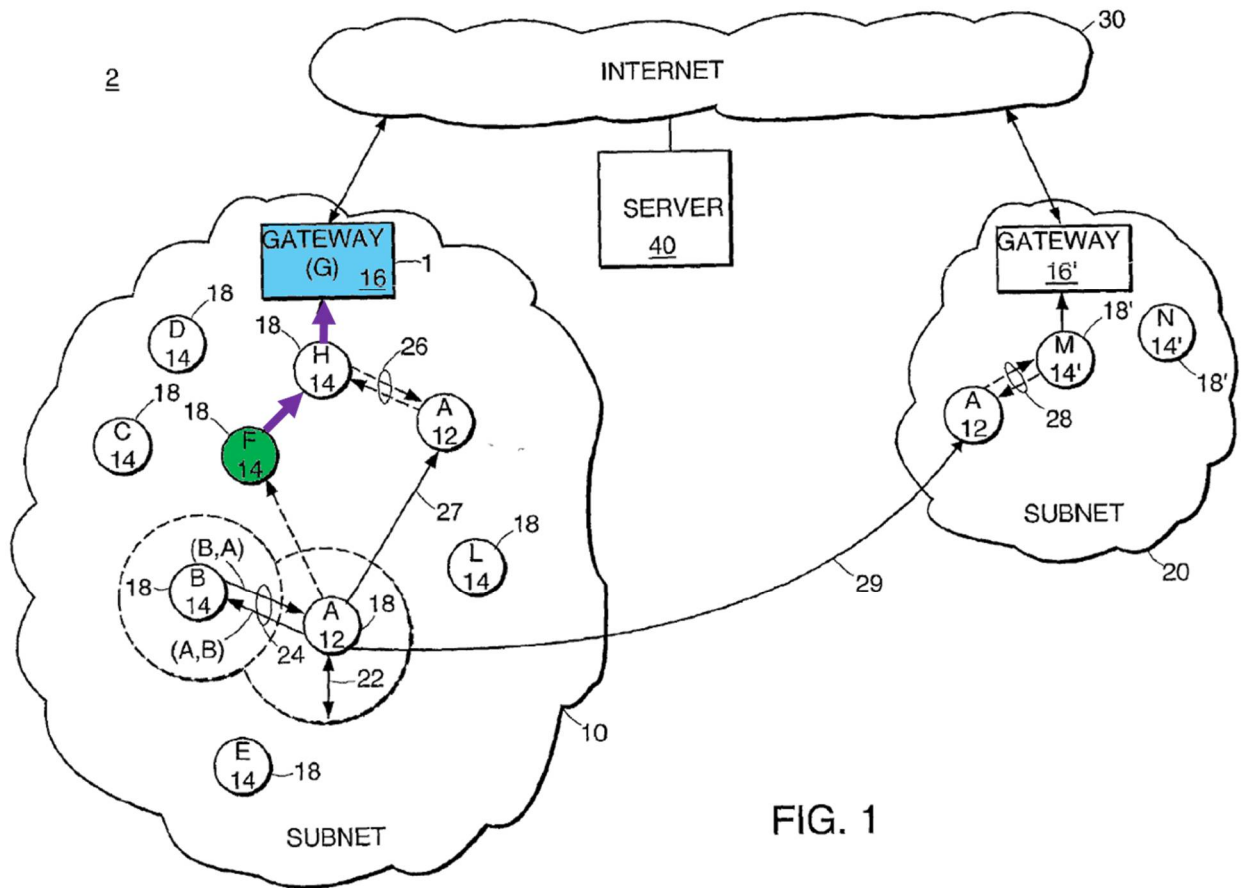 30
2
INTERNET
SERVER
40
GATEWAY
(G)
16
1
GATEWAY
16'
18
D
14
18
H
14
26
18'
M
14'
N
14'
18'
18
C
14
18
F
14
A
12
A
12
28
27
SUBNET
18
L
14
(B,A)
18
B
14
A
12
18
29
20
(A,B)
24
22
10
E
14
18
SUBNET
FIG. 1